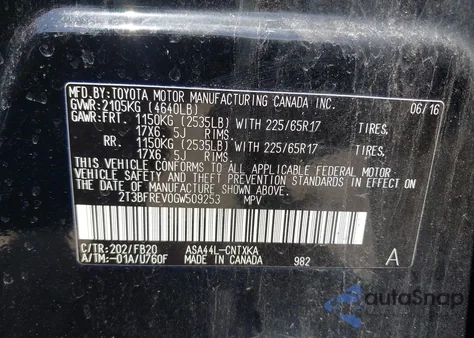 MFD. BY:TOYOTA MOTOR MANUFACTURING CANADA INC. 06/16
GVWR:2105KG (4640LB)
GAWR:FRT. 1150KG (2535LB) WITH 225/65R17 TIRES,
17X6. 5J RIMS.
RR. 1150KG (2535LB) WITH 225/65R17 TIRES,
17X6. 5J RIMS.
THIS VEHICLE CONFORMS TO ALL APPLICABLE FEDERAL MOTOR
VEHICLE SAFETY AND THEFT PREVENTION STANDARDS IN
EFFECT ON THE DATE OF MANUFACTURE SHOWN ABOVE.
2T3BFREV0GW509253 MPV
C/TR:202/FB20 ASA44L-CNTXKA A
A/TM:-01A/U760F MADE IN CANADA 982
autoSnap